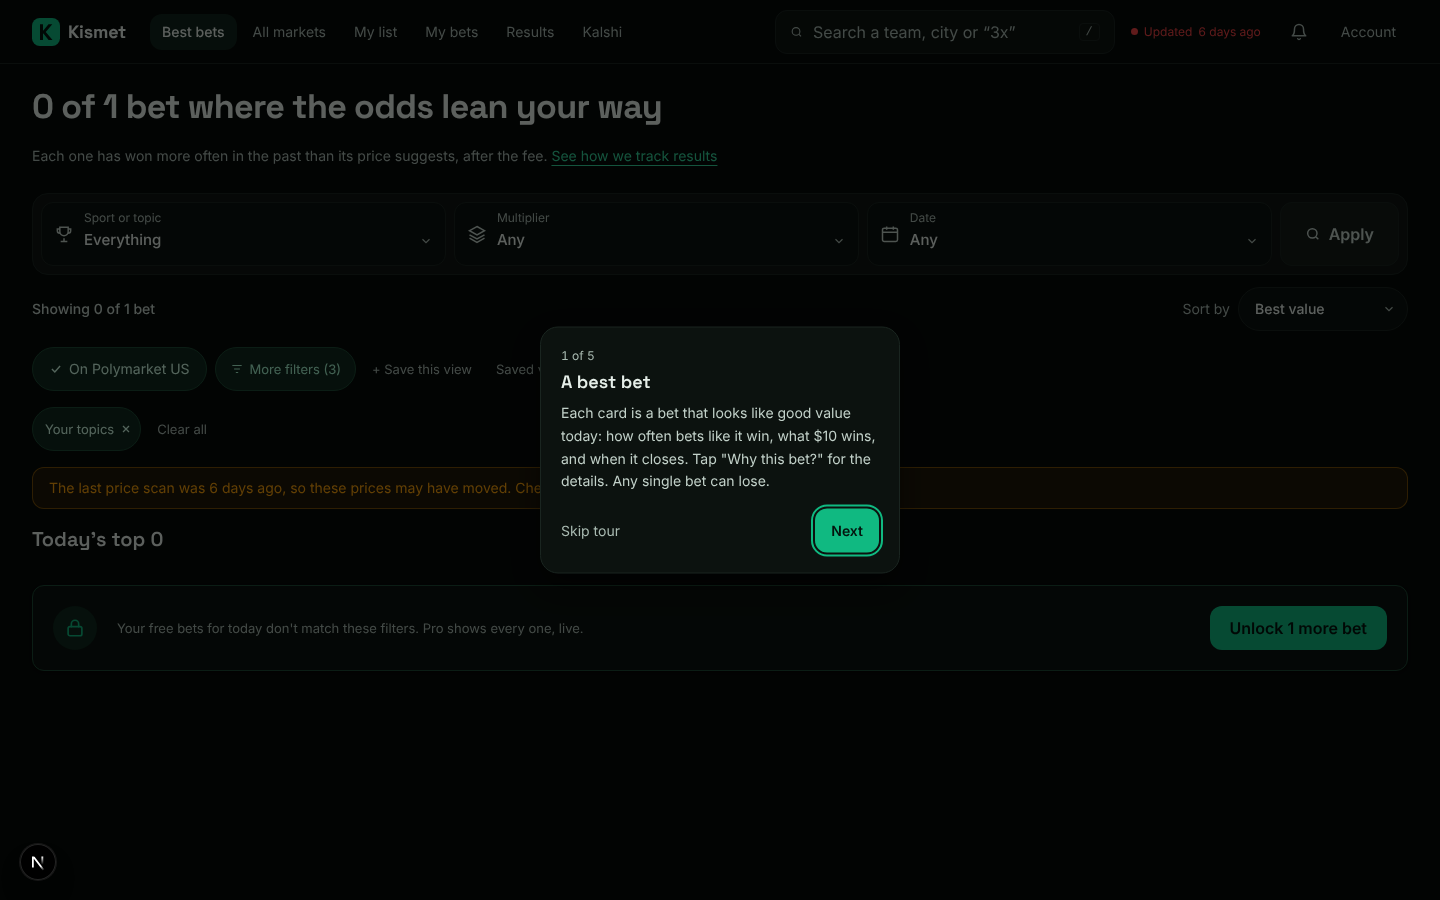 Kismet
Best bets
All markets
My list
My bets
Results
Kalshi
Search a team, city or “3x”
/
Updated 6 days ago
Account
0 of 1 bet where the odds lean your way
Each one has won more often in the past than its price suggests, after the fee. See how we track results
Sport or topic
Everything
Multiplier
Any
Date
Any
Apply
Showing 0 of 1 bet
Sort by
Best value
On Polymarket US
More filters (3)
+ Save this view
Saved
Your topics ×
Clear all
The last price scan was 6 days ago, so these prices may have moved.
Today's top 0
Your free bets for today don't match these filters. Pro shows every one, live.
Unlock 1 more bet
1 of 5
A best bet
Each card is a bet that looks like good value
today: how often bets like it win, what $10 wins,
and when it closes. Tap "Why this bet?" for the
details. Any single bet can lose.
Skip tour
Next